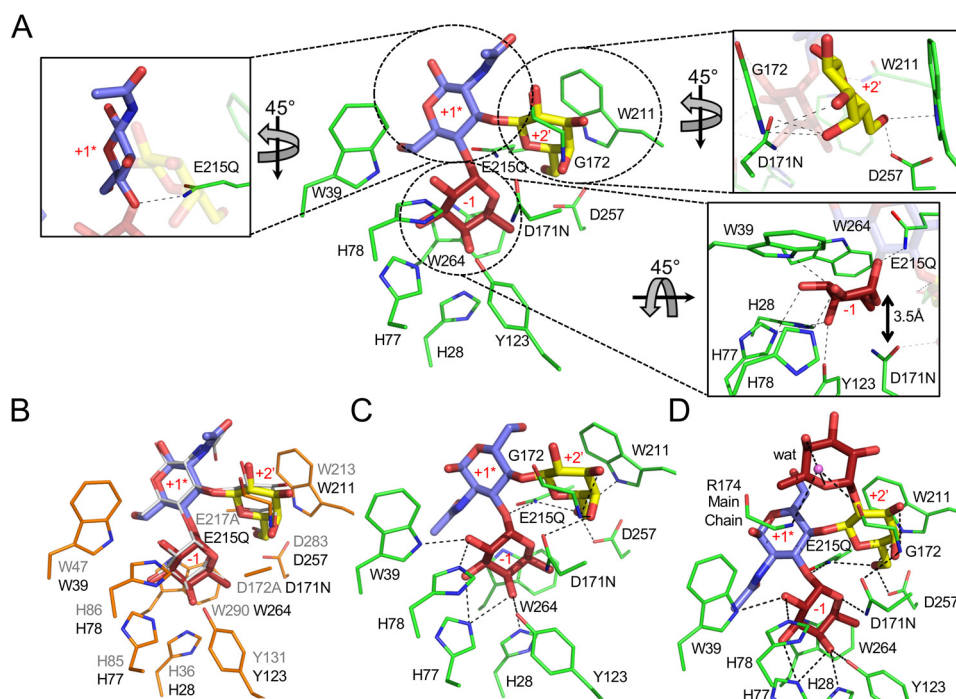 A
+1*
E215Q
45°
+1*
+2'
W211
E215Q
G172
W39
-1
D171N
D257
H78
W264
H77
H28
Y123
45°
G172
W211
+2'
D171N
D257
45°
W39
W264
E215Q
H28
-1
3.5Å
H77
H78
Y123
D171N
B
+1*
+2'
W213
W211
E217A
E215Q
D283
D257
W47
W39
D172A
D171N
H86
H78
W290
W264
H85
H77
H36
H28
Y131
Y123
C
+1*
G172
+2'
W211
E215Q
D257
W39
-1
D171N
H78
W264
H77
H28
Y123
D
wat
R174
Main
Chain
+2'
W211
+1*
E215Q
G172
-1
D257
D171N
W39
H78
W264
H77
H28
Y123